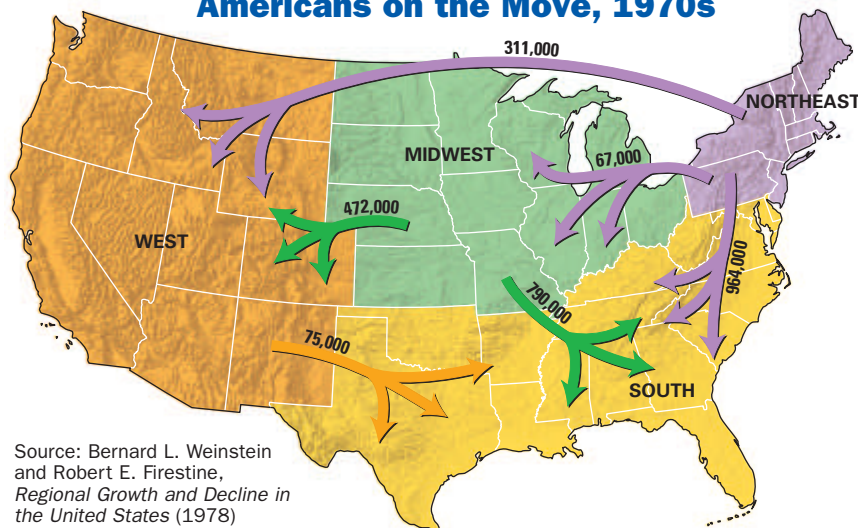 Americans on the Move, 1970s
311,000
NORTHEAST
MIDWEST
67,000
472,000
WEST
964,000
790,000
75,000
SOUTH
Source: Bernard L. Weinstein
and Robert E. Firestine,
Regional Growth and Decline in
the United States (1978)